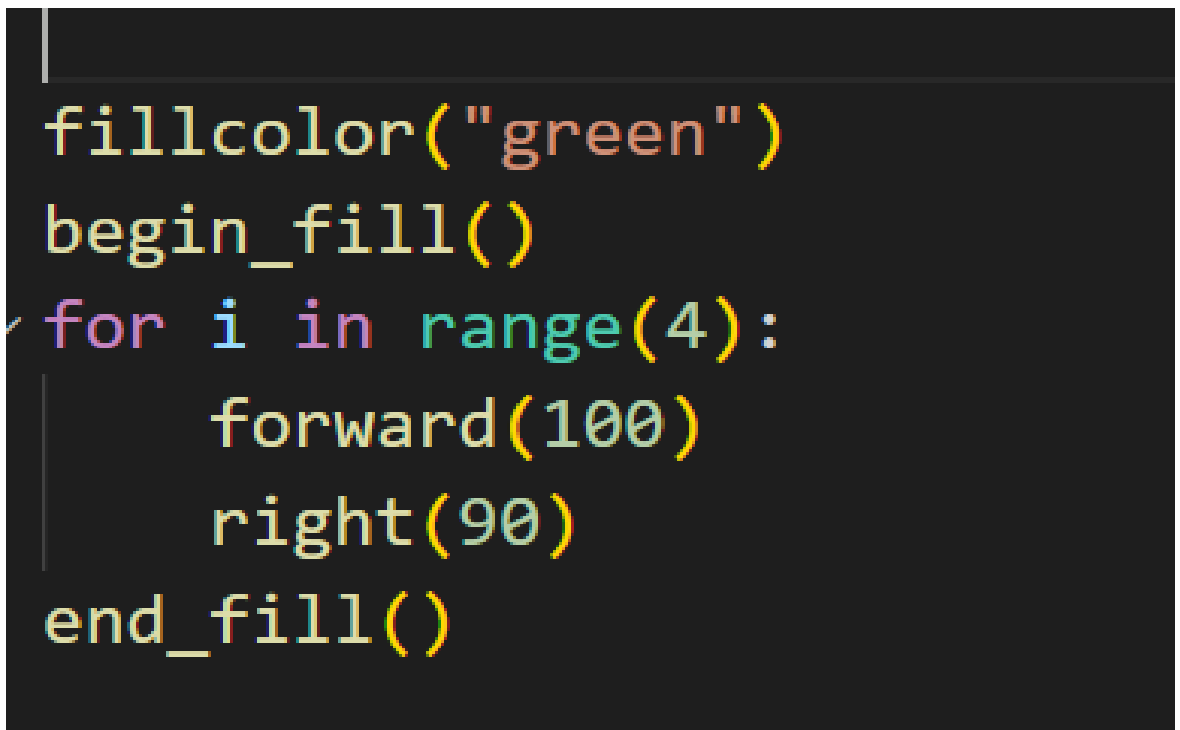 fillcolor("green")
begin_fill()
for i in range(4):
    forward(100)
    right(90)
end_fill()